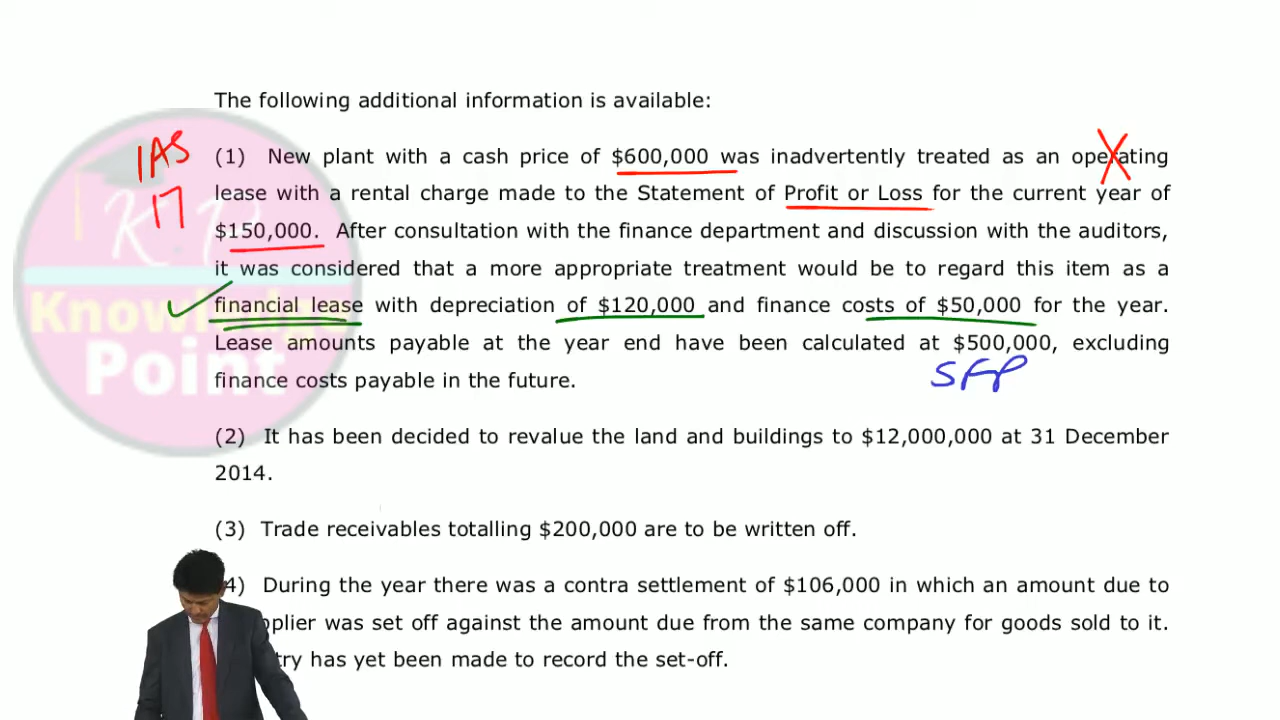 The following additional information is available:
IAS
17
(1) New plant with a cash price of $600,000 was inadvertently treated as an operating
lease with a rental charge made to the Statement of Profit or Loss for the current year of
$150,000. After consultation with the finance department and discussion with the auditors,
it was considered that a more appropriate treatment would be to regard this item as a
financial lease with depreciation of $120,000 and finance costs of $50,000 for the year.
Lease amounts payable at the year end have been calculated at $500,000, excluding
SFP
finance costs payable in the future.
K.P
Knowledge
Point
(2) It has been decided to revalue the land and buildings to $12,000,000 at 31 December
2014.
(3) Trade receivables totalling $200,000 are to be written off.
4) During the year there was a contra settlement of $106,000 in which an amount due to
pplier was set off against the amount due from the same company for goods sold to it.
try has yet been made to record the set-off.